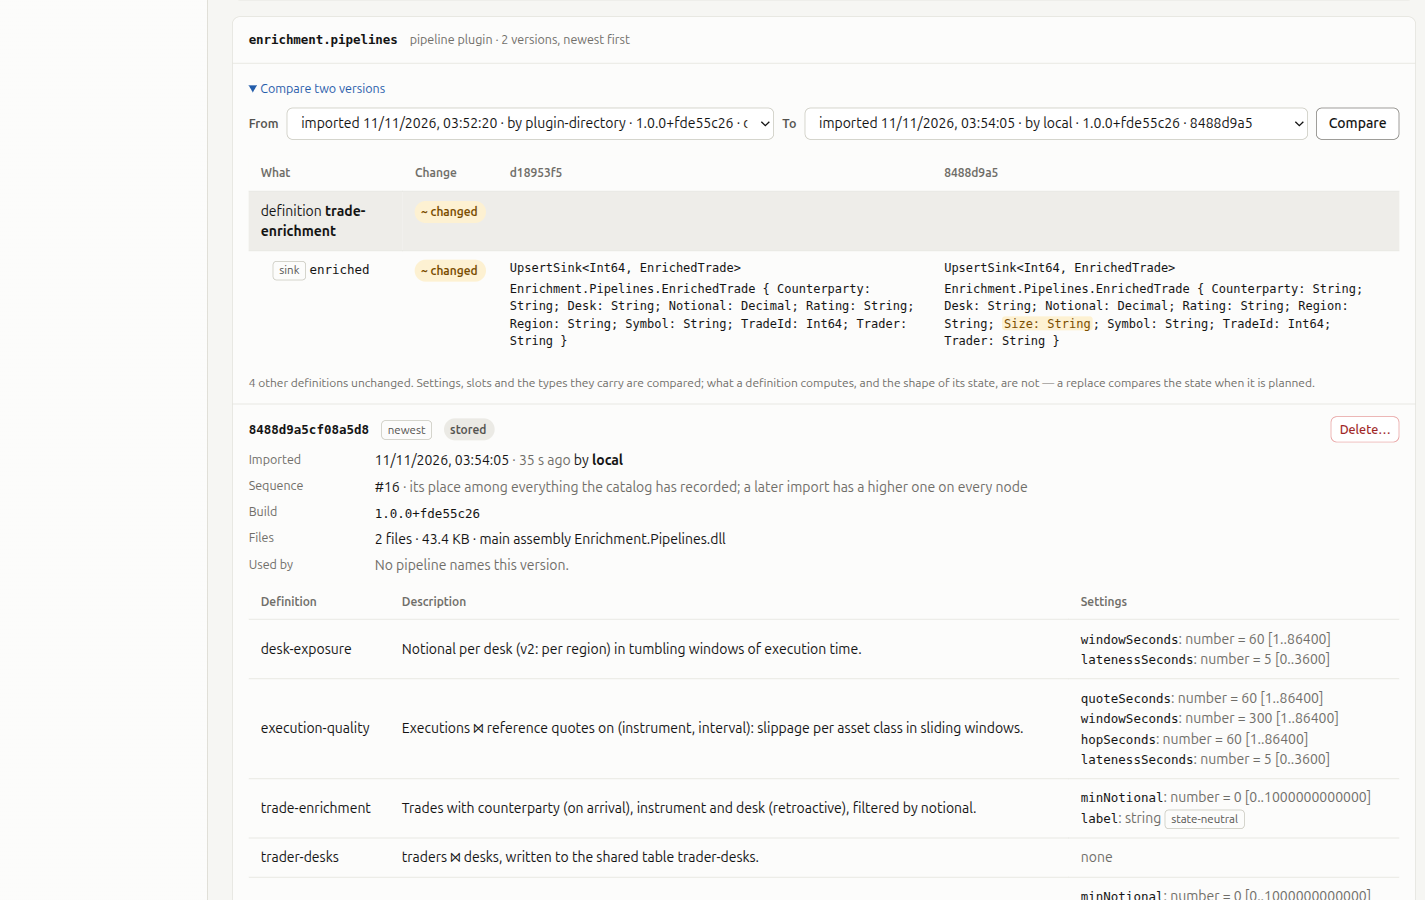 enrichment.pipelines pipeline plugin · 2 versions, newest first
▼ Compare two versions
From imported 11/11/2026, 03:52:20 · by plugin-directory · 1.0.0+fde55c26 · To imported 11/11/2026, 03:54:05 · by local · 1.0.0+fde55c26 · 8488d9a5 Compare
What Change d18953f5 8488d9a5
definition trade-
enrichment
~ changed
sink enriched ~ changed
UpsertSink<Int64, EnrichedTrade>
Enrichment.Pipelines.EnrichedTrade { Counterparty:
String; Desk: String; Notional: Decimal; Rating: String;
Region: String; Symbol: String; TradeId: Int64; Trader:
String }
UpsertSink<Int64, EnrichedTrade>
Enrichment.Pipelines.EnrichedTrade { Counterparty: String;
Desk: String; Notional: Decimal; Rating: String; Region:
String; Size: String; Symbol: String; TradeId: Int64;
Trader: String }
4 other definitions unchanged. Settings, slots and the types they carry are compared; what a definition computes, and the shape of its state, are not — a replace compares the state when it is planned.
8488d9a5cf08a5d8 newest stored Delete...
Imported 11/11/2026, 03:54:05 · 35 s ago by local
Sequence #16 · its place among everything the catalog has recorded; a later import has a higher one on every node
Build 1.0.0+fde55c26
Files 2 files · 43.4 KB · main assembly Enrichment.Pipelines.dll
Used by No pipeline names this version.
Definition Description Settings
desk-exposure Notional per desk (v2: per region) in tumbling windows of execution time.
windowSeconds: number = 60 [1..86400]
latenessSeconds: number = 5 [0..3600]
execution-quality Executions ⋈ reference quotes on (instrument, interval): slippage per asset class in sliding windows.
quoteSeconds: number = 60 [1..86400]
windowSeconds: number = 300 [1..86400]
hopSeconds: number = 60 [1..86400]
latenessSeconds: number = 5 [0..3600]
trade-enrichment Trades with counterparty (on arrival), instrument and desk (retroactive), filtered by notional.
minNotional: number = 0 [0..1000000000000]
label: string state-neutral
trader-desks traders ⋈ desks, written to the shared table trader-desks. none
minNotional: number = 0 [0..1000000000000]